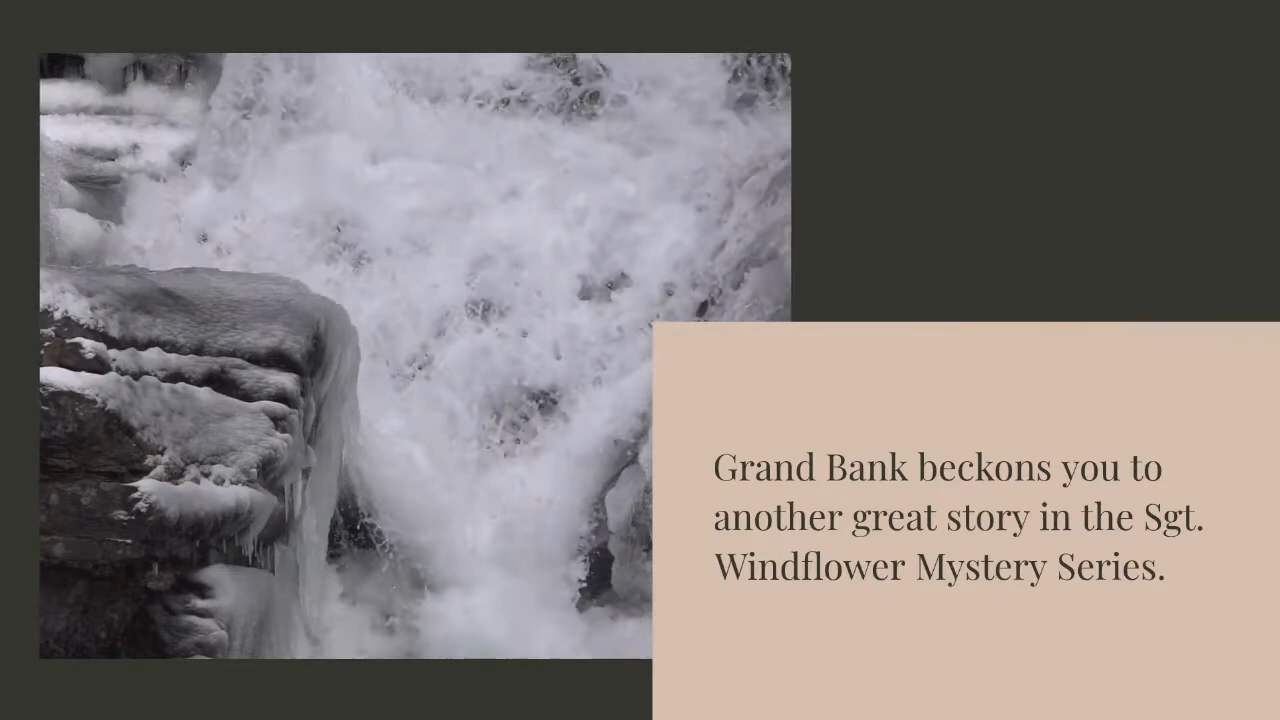 Grand Bank beckons you to
another great story in the Sgt.
Windflower Mystery Series.